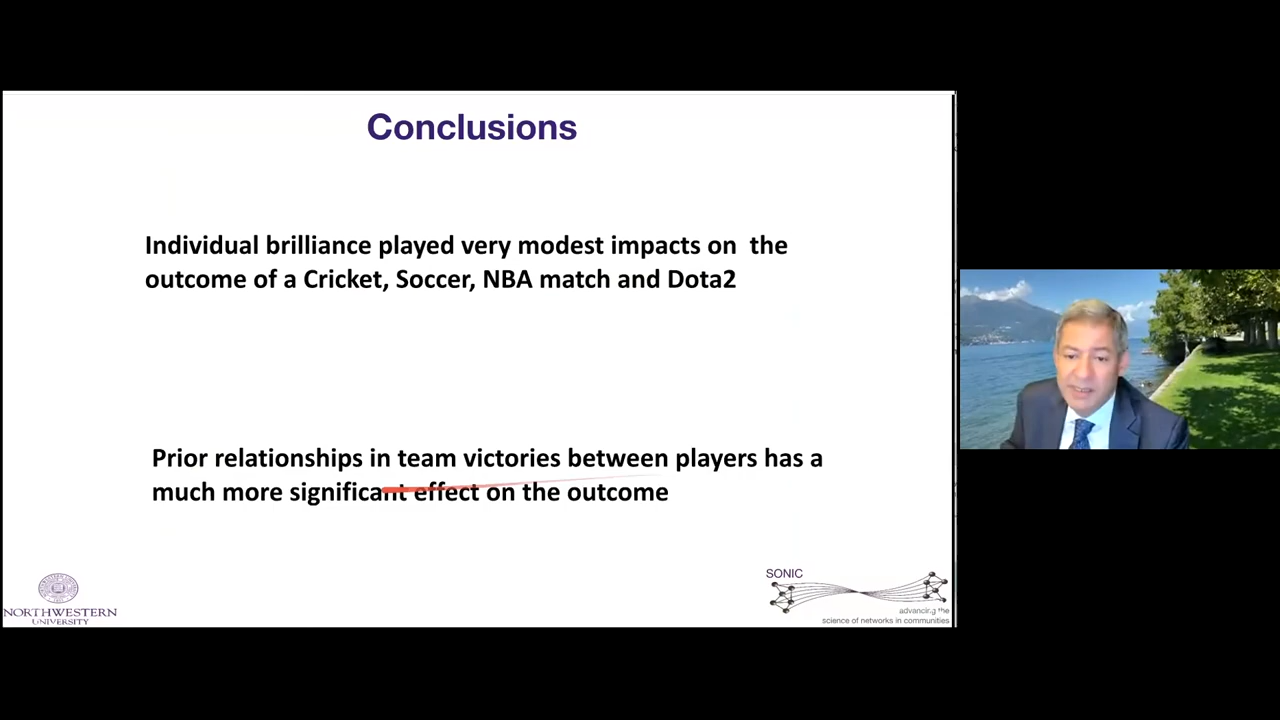 Conclusions
Individual brilliance played very modest impacts on the
outcome of a Cricket, Soccer, NBA match and Dota2
Prior relationships in team victories between players has a
much more significant effect on the outcome
NORTHWESTERN
UNIVERSITY
SONIC
advancing the
science of networks in communities